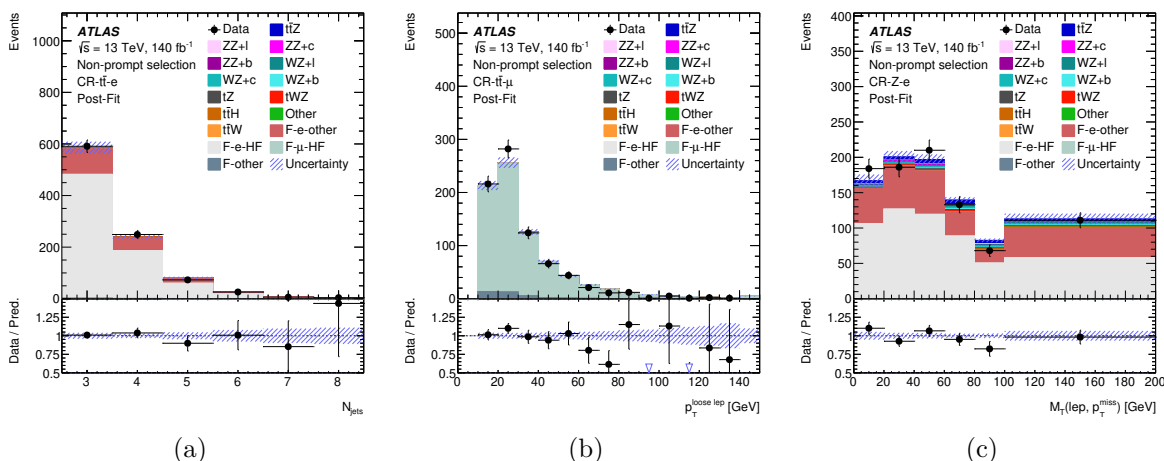 Events
1000
800
600
400
200
0
ATLAS
√s = 13 TeV, 140 fb⁻¹
Non-prompt selection
CR-tt̄-e
Post-Fit
Data tt̄Z
ZZ+l ZZ+c
ZZ+b WZ+l
WZ+c WZ+b
tZ tWZ
tt̄H Other
tt̄W F-e-other
F-e-HF F-μ-HF
F-other Uncertainty
Data / Pred.
1.25
1
0.75
0.5
3 4 5 6 7 8
N_jets
(a)
Events
500
400
300
200
100
0
ATLAS
√s = 13 TeV, 140 fb⁻¹
Non-prompt selection
CR-tt̄-μ
Post-Fit
Data tt̄Z
ZZ+l ZZ+c
ZZ+b WZ+l
WZ+c WZ+b
tZ tWZ
tt̄H Other
tt̄W F-e-other
F-e-HF F-μ-HF
F-other Uncertainty
Data / Pred.
1.25
1
0.75
0.5
0 20 40 60 80 100 120 140
p_T^loose lep [GeV]
(b)
Events
400
350
300
250
200
150
100
50
0
ATLAS
√s = 13 TeV, 140 fb⁻¹
Non-prompt selection
CR-Z-e
Post-Fit
Data tt̄Z
ZZ+l ZZ+c
ZZ+b WZ+l
WZ+c WZ+b
tZ tWZ
tt̄H Other
tt̄W F-e-other
F-e-HF F-μ-HF
F-other Uncertainty
Data / Pred.
1.25
1
0.75
0.5
0 20 40 60 80 100 120 140 160 180 200
M_T(lep, p_T^miss) [GeV]
(c)